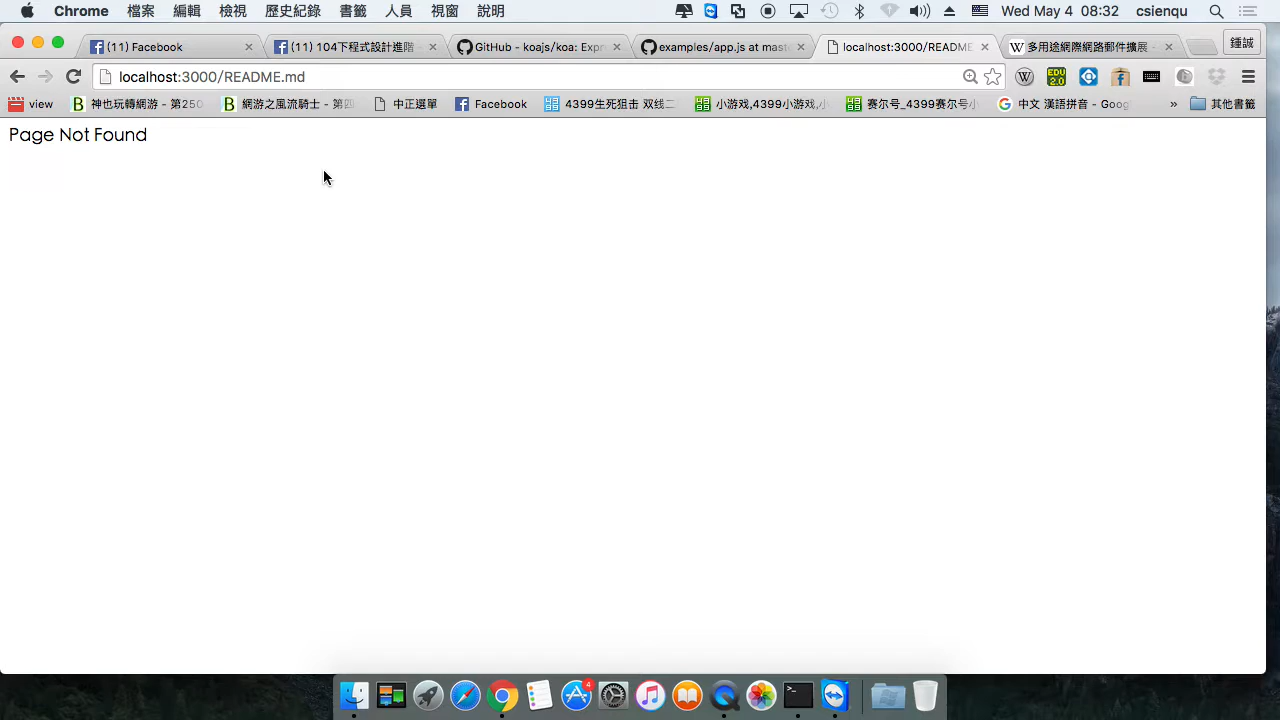 Chrome 檔案 編輯 檢視 歷史紀錄 書籤 人員 視窗 說明 Wed May 4 08:32 csienqu
(11) Facebook (11) 104下程式設計進階 GitHub - koajs/koa: Expr examples/app.js at maste localhost:3000/README. 多用途網際網路郵件擴展 - 鍾誠
localhost:3000/README.md
view 神也玩轉網游 - 第250 網游之風流騎士 - 第四 中正選單 Facebook 4399生死狙击 双线二 小游戏,4399小游戏,小 赛尔号_4399赛尔号小 中文 漢語拼音 - Goog » 其他書籤
Page Not Found
4